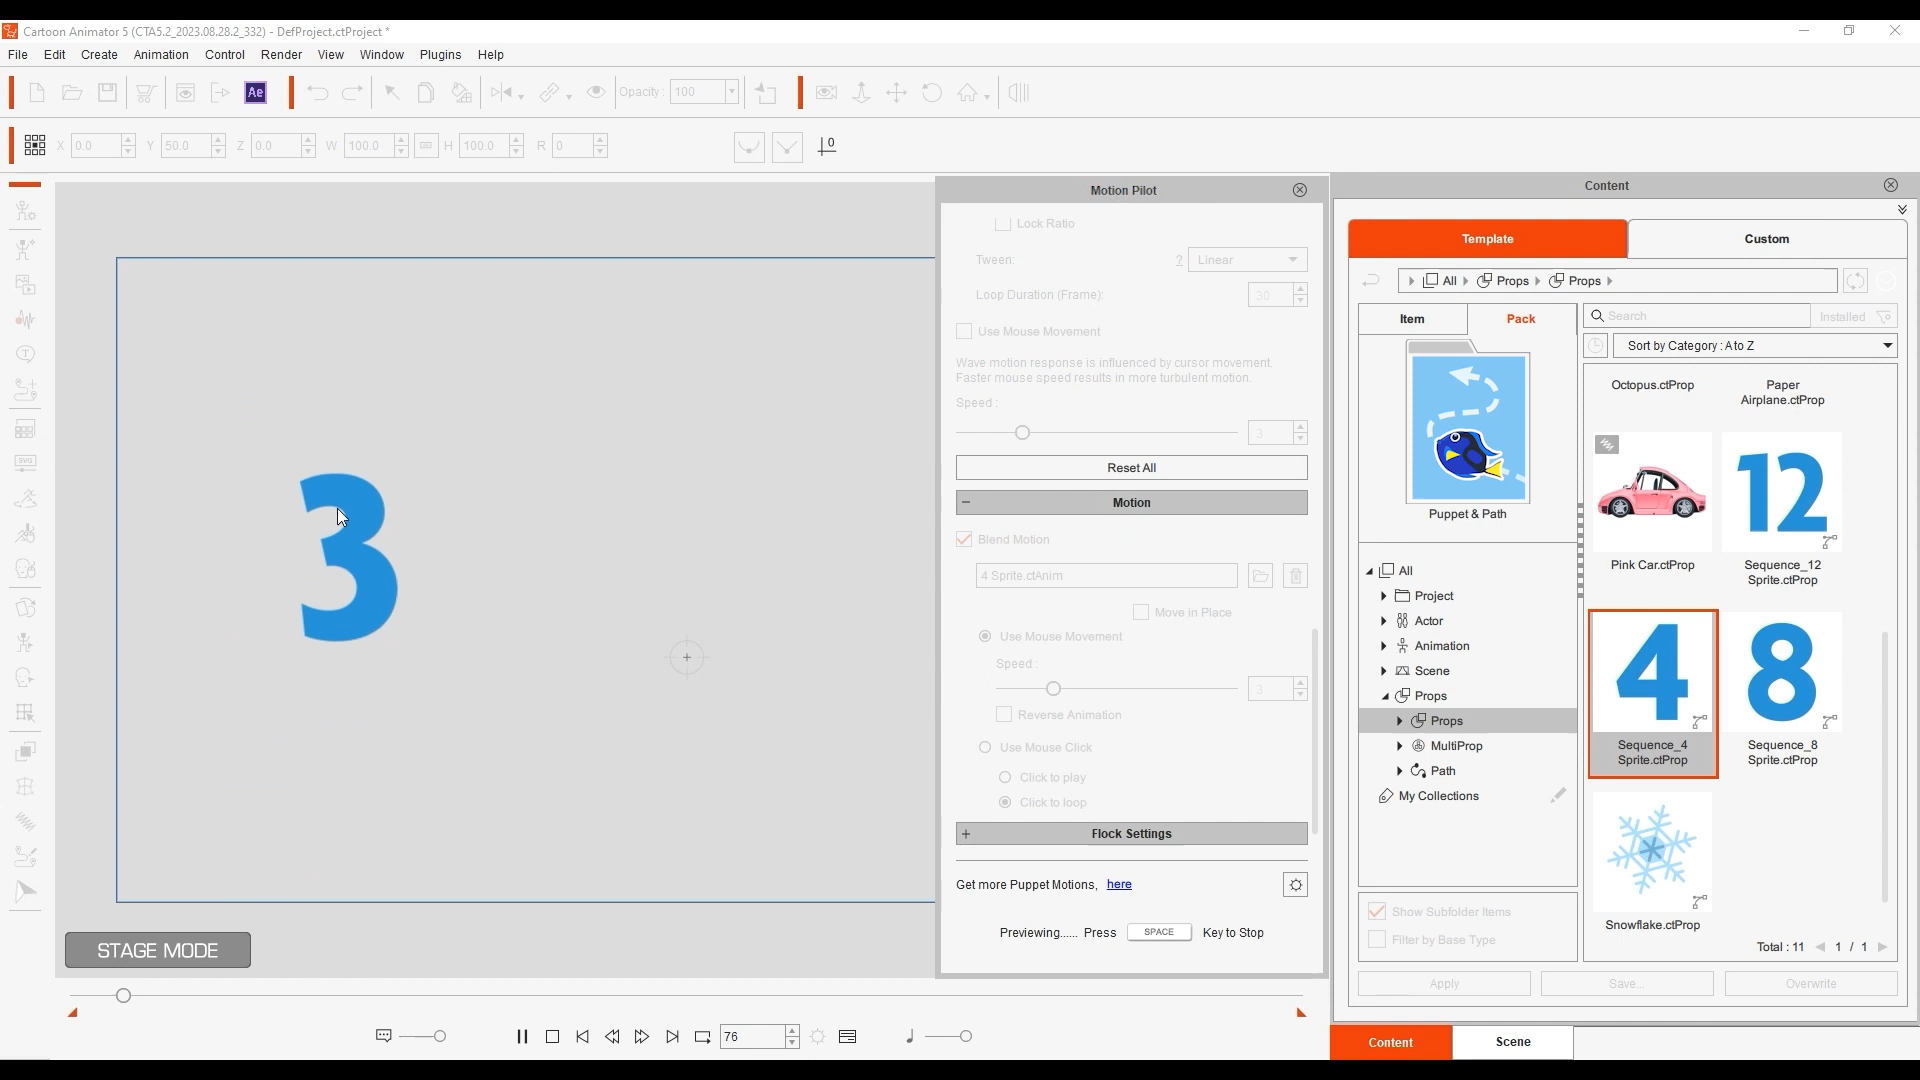 Cartoon Animator 5 (CTA5.2_2023.08.28.2_332) - DefProject.ctProject *
File Edit Create Animation Control Render View Window Plugins Help
Ae Opacity : 100
X 0.0 Y 50.0 Z 0.0 W 100.0 H 100.0 R 0 0
Motion Pilot
Lock Ratio
Tween: ? Linear
Loop Duration (Frame): 30
Use Mouse Movement
Wave motion response is influenced by cursor movement.
Faster mouse speed results in more turbulent motion.
Speed :
3
Reset All
− Motion
Blend Motion
4 Sprite.ctAnim
Move in Place
Use Mouse Movement
Speed :
3
Reverse Animation
Use Mouse Click
Click to play
Click to loop
+ Flock Settings
Get more Puppet Motions, here
Previewing...... Press SPACE Key to Stop
3
STAGE MODE
76
Content
Template Custom
All Props Props
Item Pack
Search Installed
Sort by Category : A to Z
Puppet & Path
All
Project
Actor
Animation
Scene
Props
Props
MultiProp
Path
My Collections
Show Subfolder Items
Filter by Base Type
Octopus.ctProp
Paper
Airplane.ctProp
12
Pink Car.ctProp
Sequence_12
Sprite.ctProp
4 8
Sequence_4
Sprite.ctProp
Sequence_8
Sprite.ctProp
Snowflake.ctProp
Total : 11 1 / 1
Apply Save... Overwrite
Content Scene
SVG
T